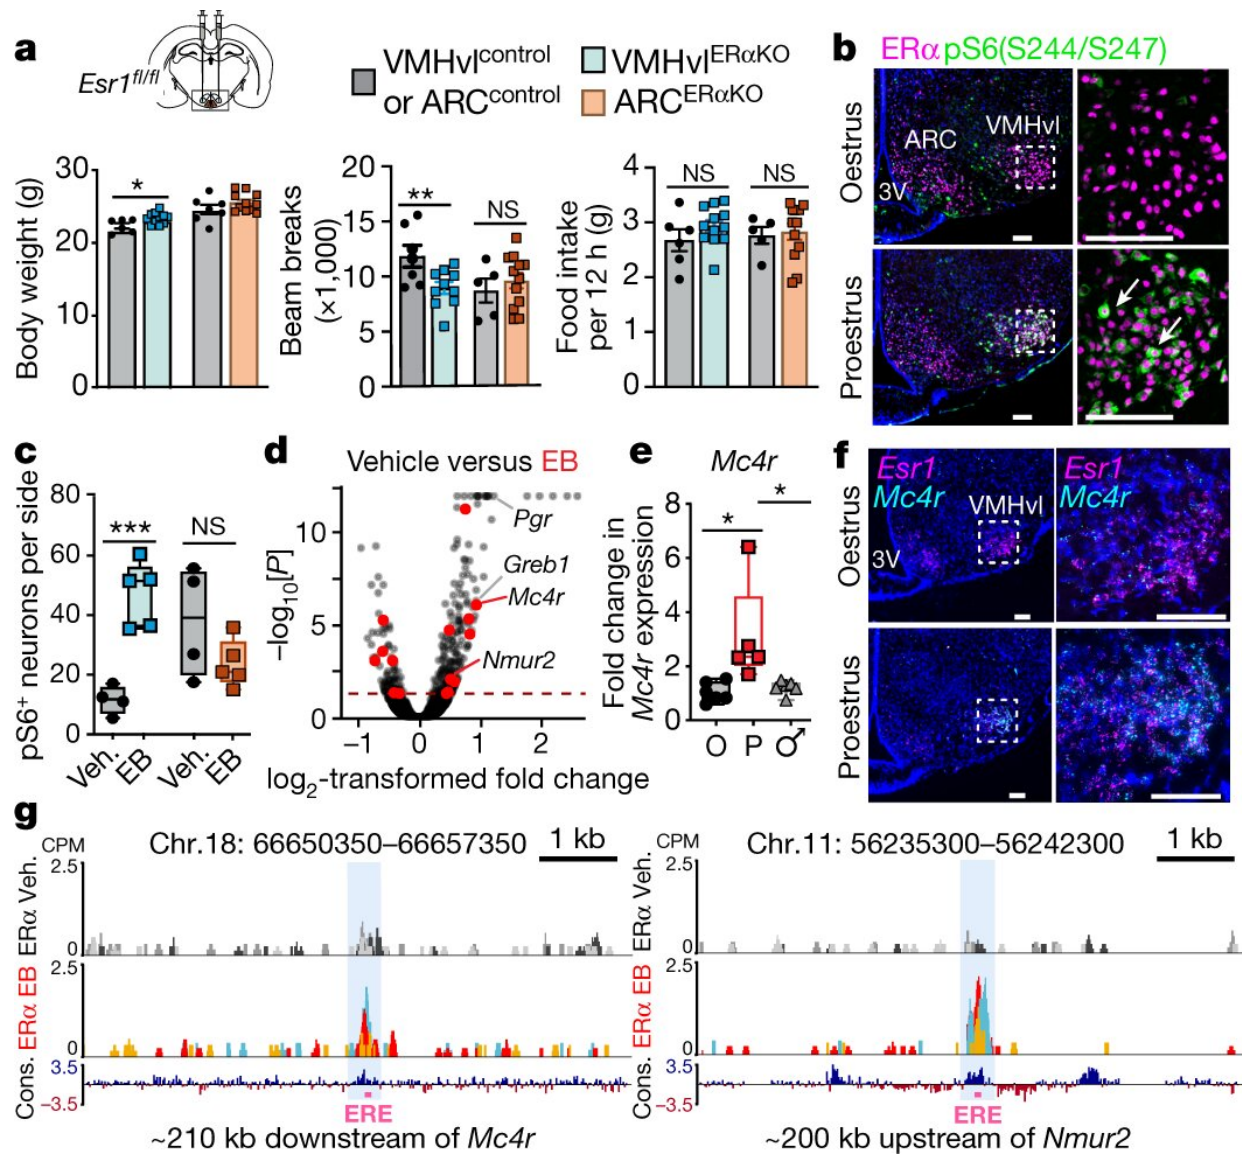 a
Esr1fl/fl
VMHvlcontrol
or ARCcontrol
VMHvlERαKO
ARCERαKO
Body weight (g)
30
20
10
0
*
Beam breaks
(×1,000)
20
15
10
15
0
**
NS
Food intake
per 12 h (g)
4
3
2
1
0
NS
NS
b
ERα pS6(S244/S247)
Oestrus
ARC
VMHvl
3V
Proestrus
c
pS6+ neurons per side
80
60
40
20
0
***
NS
Veh.
EB
Veh.
EB
d
Vehicle versus EB
–log10[P]
10
5
0
Pgr
Greb1
Mc4r
Nmur2
–1
0
1
2
log2-transformed fold change
e
Mc4r
Fold change in
Mc4r expression
8
6
4
2
0
*
*
O
P
♂
f
Oestrus
Esr1
Mc4r
VMHvl
3V
Esr1
Mc4r
Proestrus
g
CPM
Chr.18: 66650350–66657350
1 kb
2.5
0
ERα Veh.
2.5
0
ERα EB
3.5
–3.5
Cons.
ERE
~210 kb downstream of Mc4r
CPM
Chr.11: 56235300–56242300
1 kb
2.5
0
ERα Veh.
2.5
0
ERα EB
3.5
–3.5
Cons.
ERE
~200 kb upstream of Nmur2